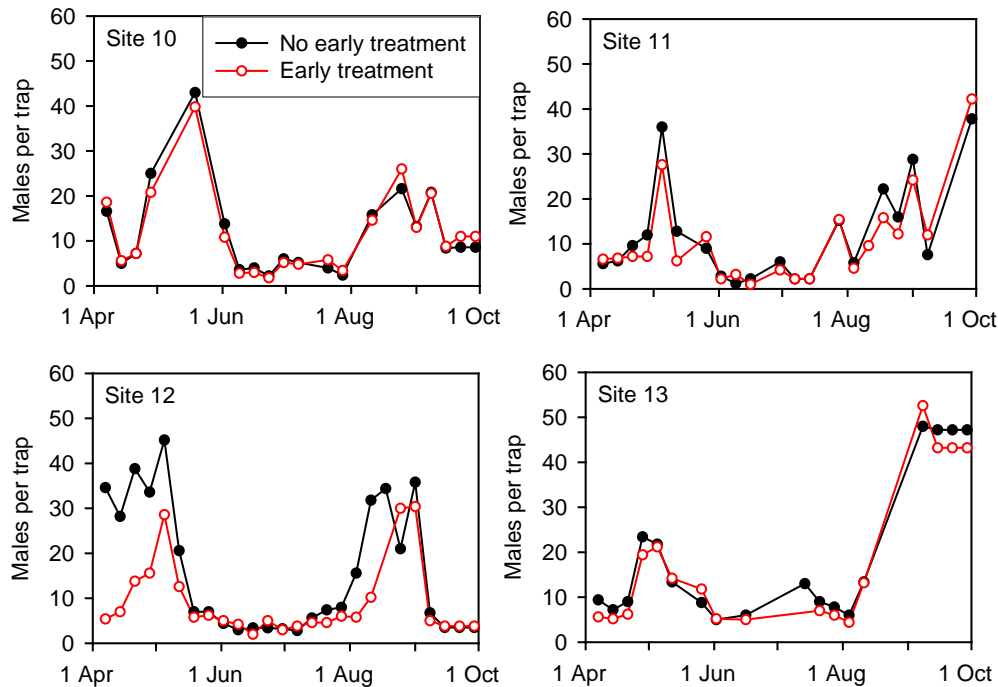 Site 10
No early treatment
Early treatment
Males per trap
60
50
40
30
20
10
0
1 Apr 1 Jun 1 Aug 1 Oct
Site 11
Males per trap
60
50
40
30
20
10
0
1 Apr 1 Jun 1 Aug 1 Oct
Site 12
Males per trap
60
50
40
30
20
10
0
1 Apr 1 Jun 1 Aug 1 Oct
Site 13
Males per trap
60
50
40
30
20
10
0
1 Apr 1 Jun 1 Aug 1 Oct